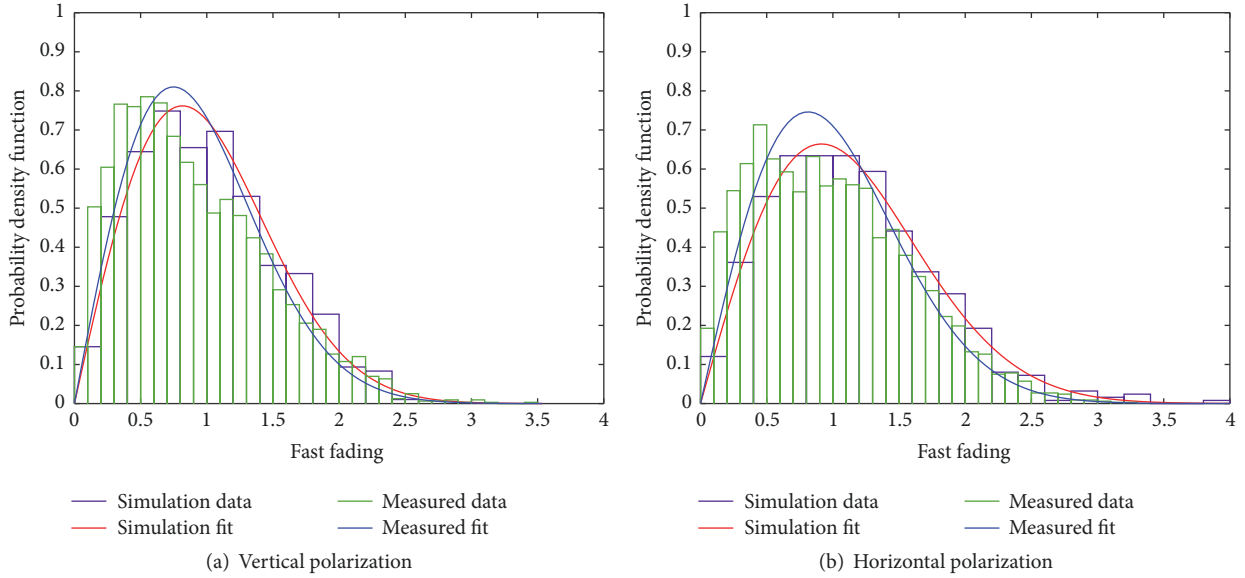 1
0.9
0.8
0.7
0.6
0.5
0.4
0.3
0.2
0.1
0
Probability density function
0 0.5 1 1.5 2 2.5 3 3.5 4
Fast fading
Simulation data
Simulation fit
Measured data
Measured fit
(a) Vertical polarization
1
0.9
0.8
0.7
0.6
0.5
0.4
0.3
0.2
0.1
0
Probability density function
0 0.5 1 1.5 2 2.5 3 3.5 4
Fast fading
Simulation data
Simulation fit
Measured data
Measured fit
(b) Horizontal polarization